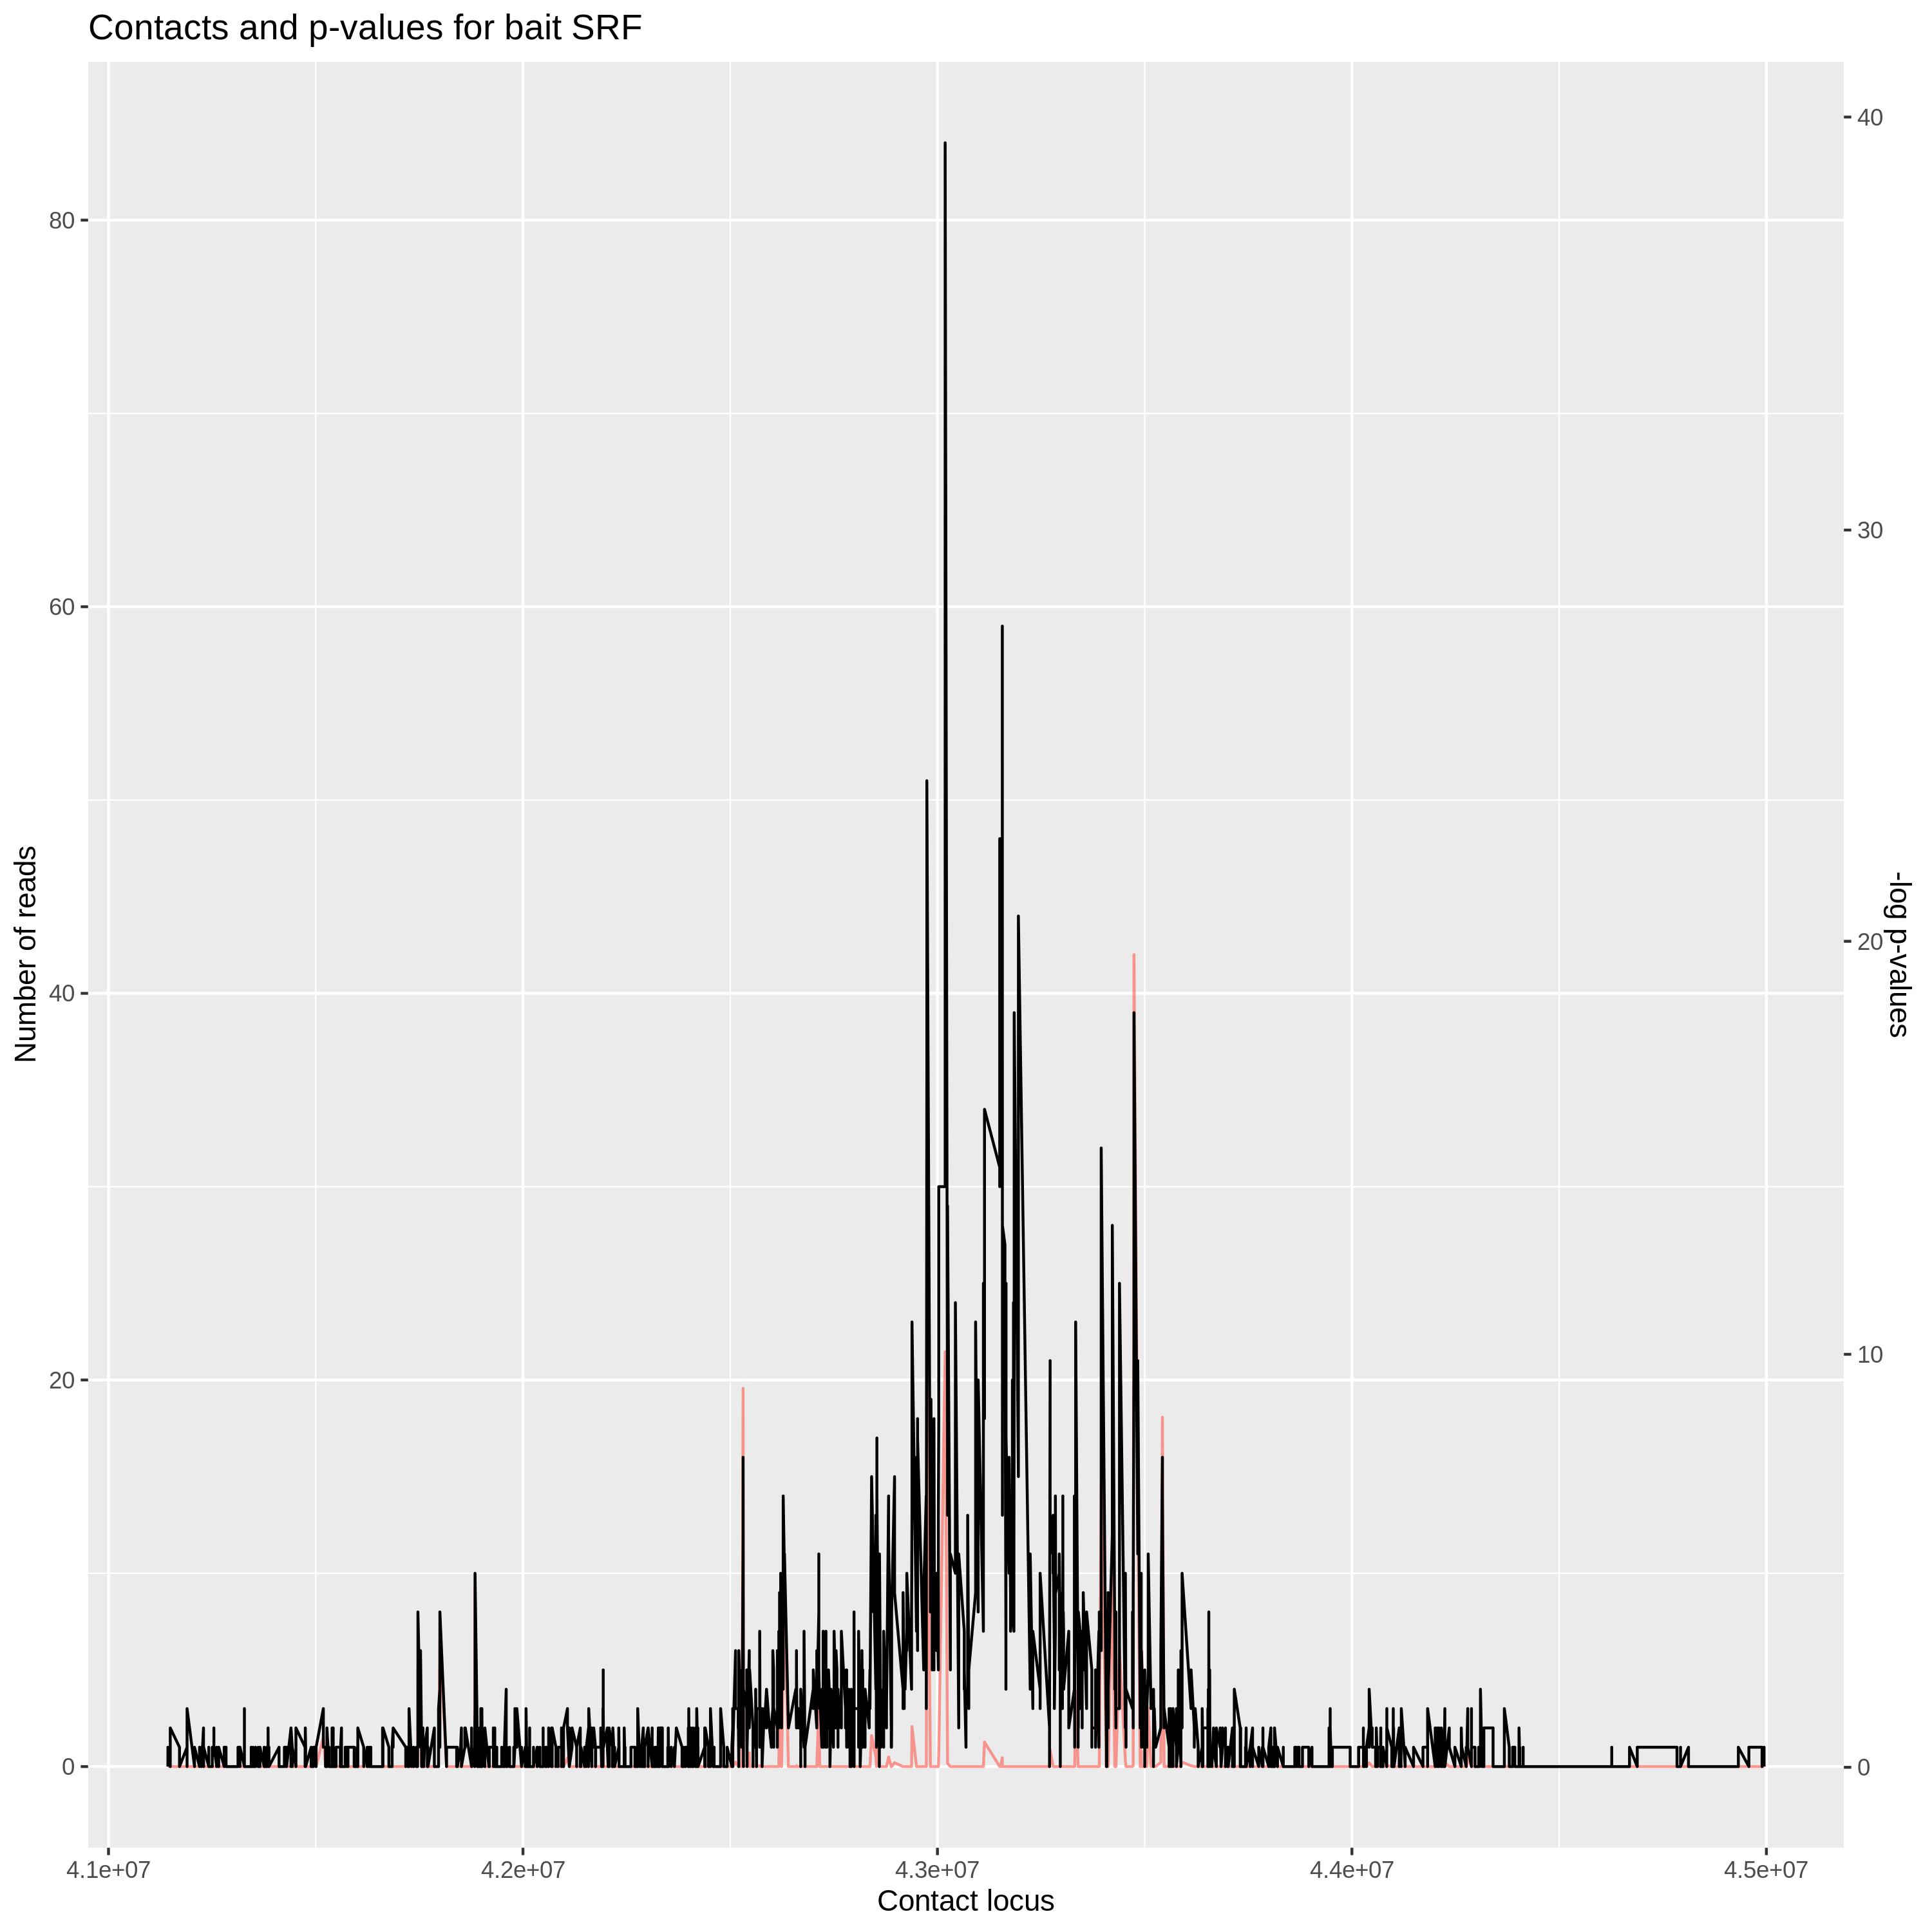 Contacts and p-values for bait SRF
80
60
40
20
0
Number of reads
40
30
20
10
0
-log p-values
4.1e+07
4.2e+07
4.3e+07
4.4e+07
4.5e+07
Contact locus